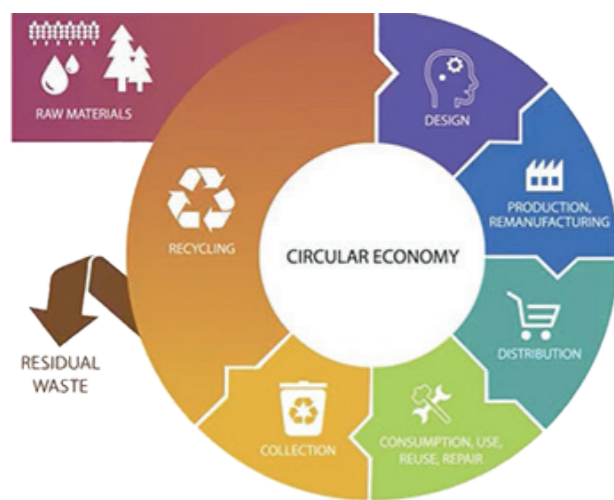 RAW MATERIALS
DESIGN
PRODUCTION,
REMANUFACTURING
RECYCLING
CIRCULAR ECONOMY
DISTRIBUTION
RESIDUAL
WASTE
COLLECTION
CONSUMPTION, USE,
REUSE, REPAIR